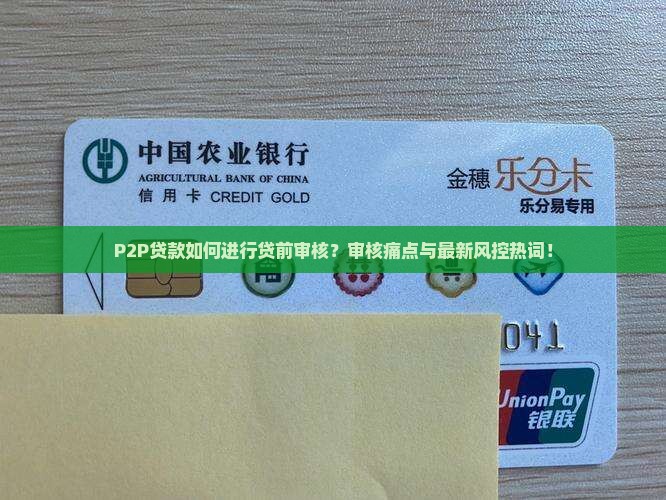 中国农业银行
AGRICULTURAL BANK OF CHINA
信用卡 CREDIT GOLD
金穗 乐分卡
乐分易专用
P2P贷款如何进行贷前审核？审核痛点与最新风控热词！
041
UnionPay
银联